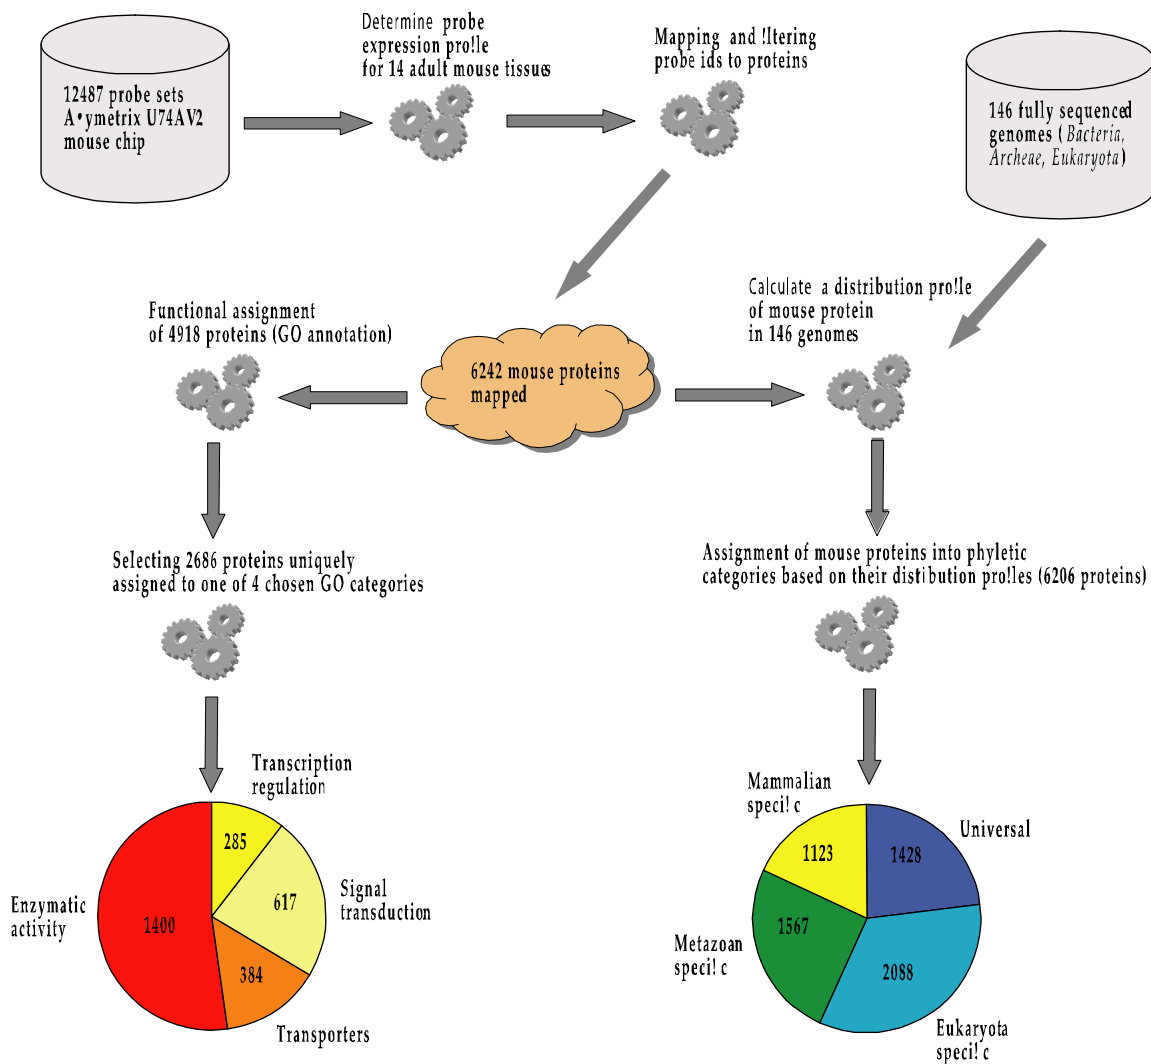 12487 probe sets
A•ymetrix U74AV2
mouse chip
Determine probe
expression pro!le
for 14 adult mouse tissues
Mapping and !ltering
probe ids to proteins
146 fully sequenced
genomes (Bacteria,
Archeae, Eukaryota)
Functional assignment
of 4918 proteins (GO annotation)
6242 mouse proteins
mapped
Calculate a distribution pro!le
of mouse protein
in 146 genomes
Selecting 2686 proteins uniquely
assigned to one of 4 chosen GO categories
Assignment of mouse proteins into phyletic
categories based on their distribution pro!les (6206 proteins)
Transcription
regulation
285
Signal
transduction
617
Enzymatic
activity
1400
384
Transporters
Mammalian
speci! c
1123
Universal
1428
Metazoan
speci! c
1567
2088
Eukaryota
speci! c